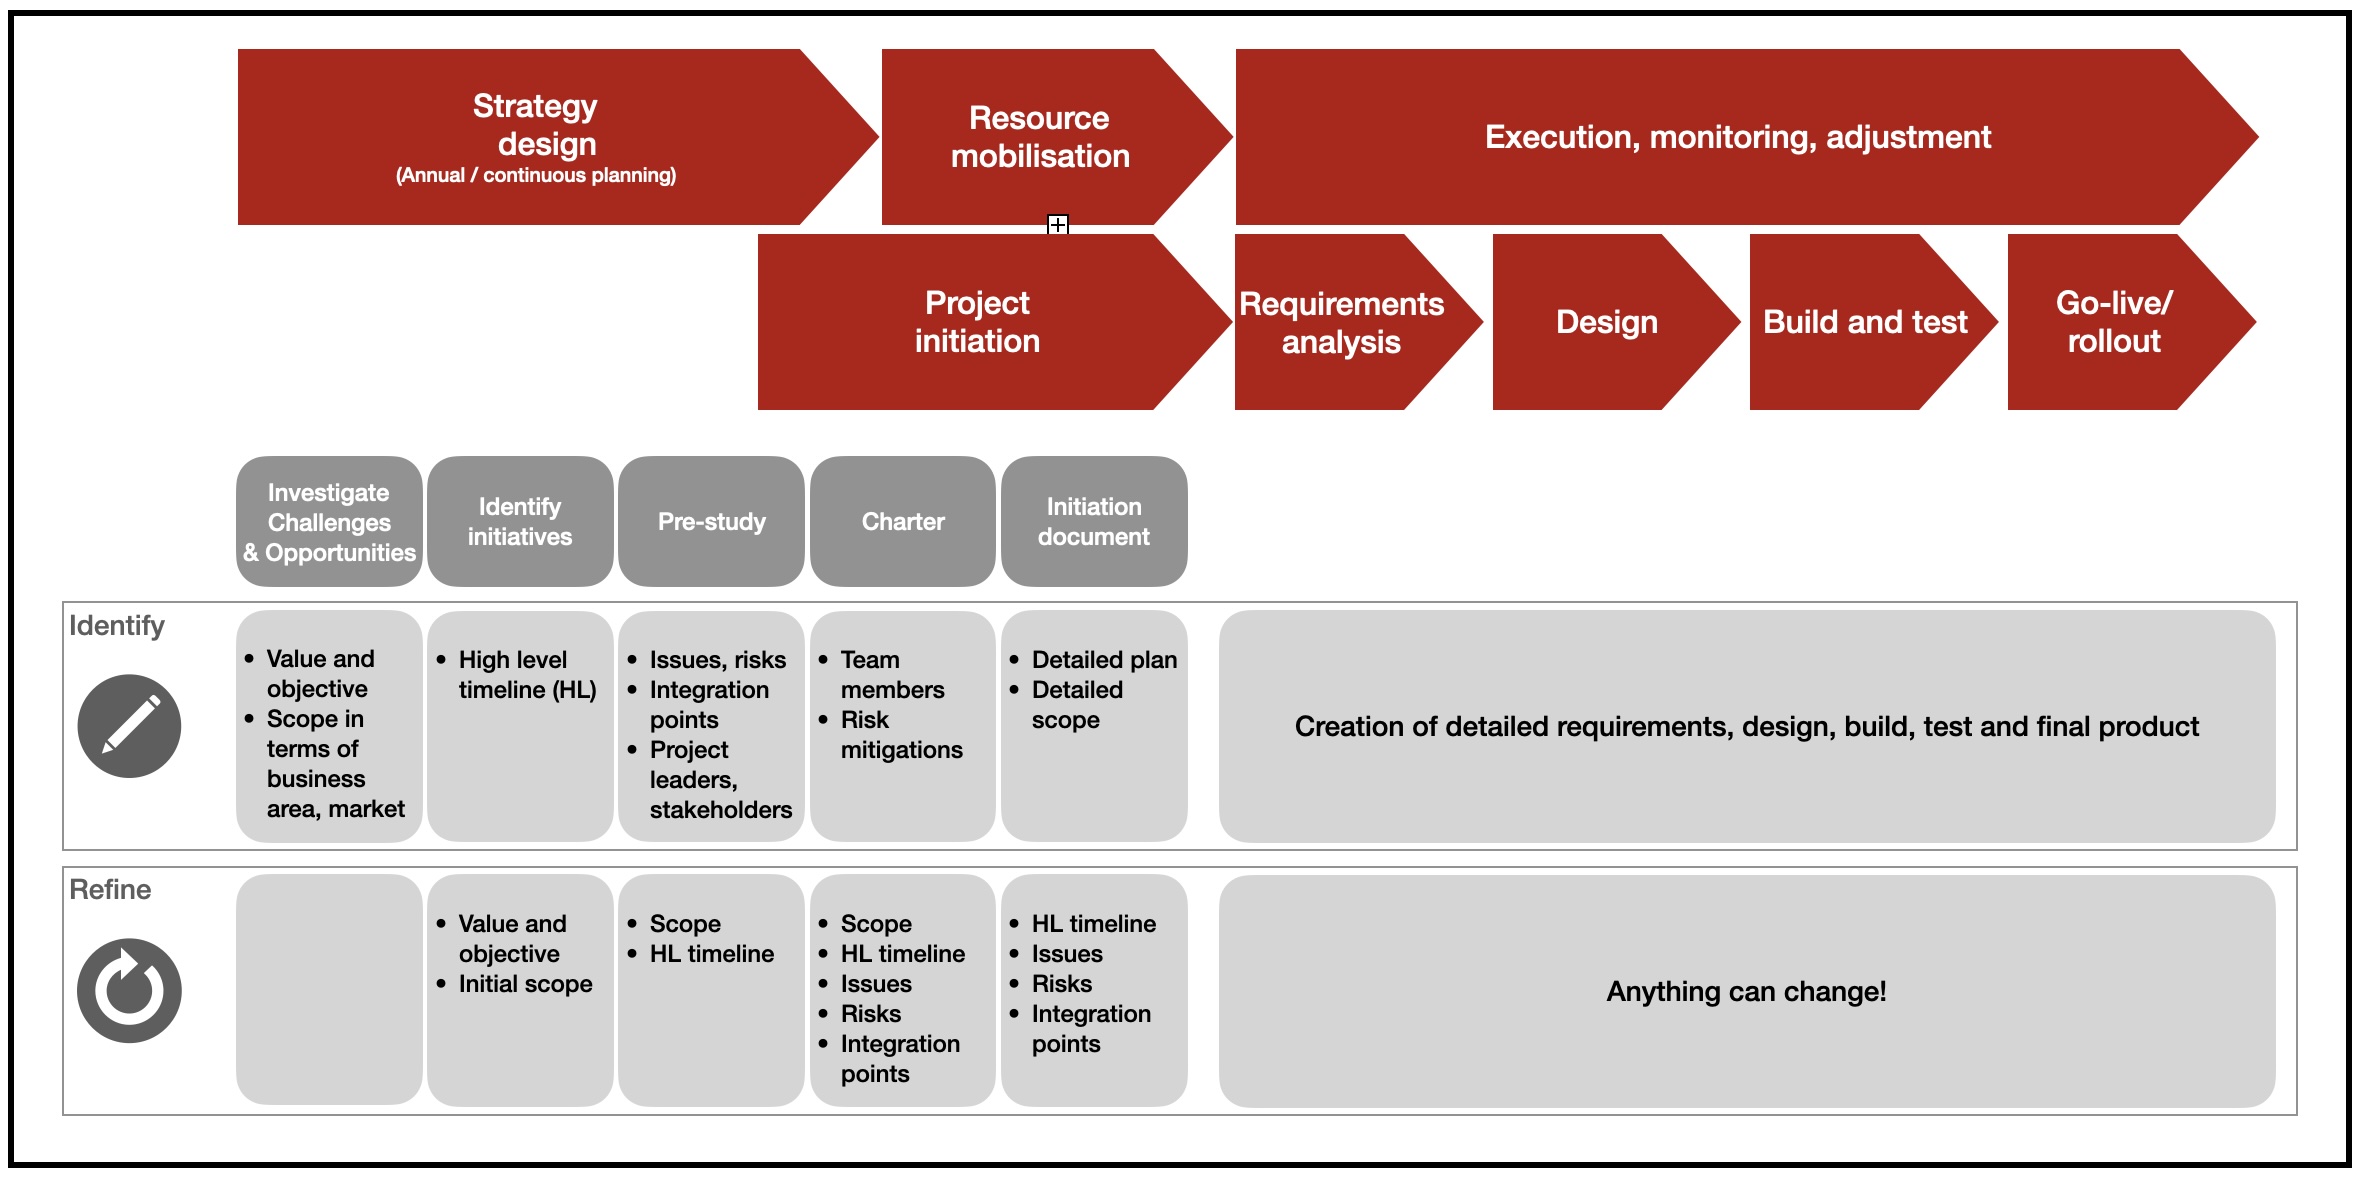 Strategy
design
(Annual / continuous planning)
Resource
mobilisation
Execution, monitoring, adjustment
Project
initiation
Requirements
analysis
Design
Build and test
Go-live/
rollout
Investigate
Challenges
& Opportunities
Identify
initiatives
Pre-study
Charter
Initiation
document
Identify
• Value and
objective
• Scope in
terms of
business
area, market
• High level
timeline (HL)
• Issues, risks
• Integration
points
• Project
leaders,
stakeholders
• Team
members
• Risk
mitigations
• Detailed plan
• Detailed
scope
Creation of detailed requirements, design, build, test and final product
Refine
• Value and
objective
• Initial scope
• Scope
• HL timeline
• Scope
• HL timeline
• Issues
• Risks
• Integration
points
• HL timeline
• Issues
• Risks
• Integration
points
Anything can change!